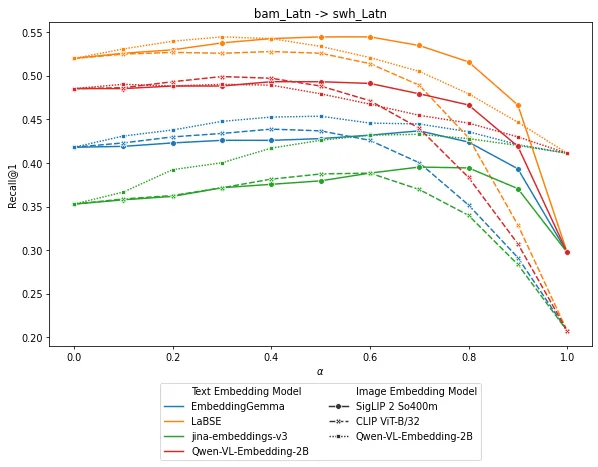 bam_Latn -> swh_Latn
Recall@1
0.55
0.50
0.45
0.40
0.35
0.30
0.25
0.20
0.0 0.2 0.4 0.6 0.8 1.0
α
Text Embedding Model
EmbeddingGemma
LaBSE
jina-embeddings-v3
Qwen-VL-Embedding-2B
Image Embedding Model
SigLIP 2 So400m
CLIP ViT-B/32
Qwen-VL-Embedding-2B